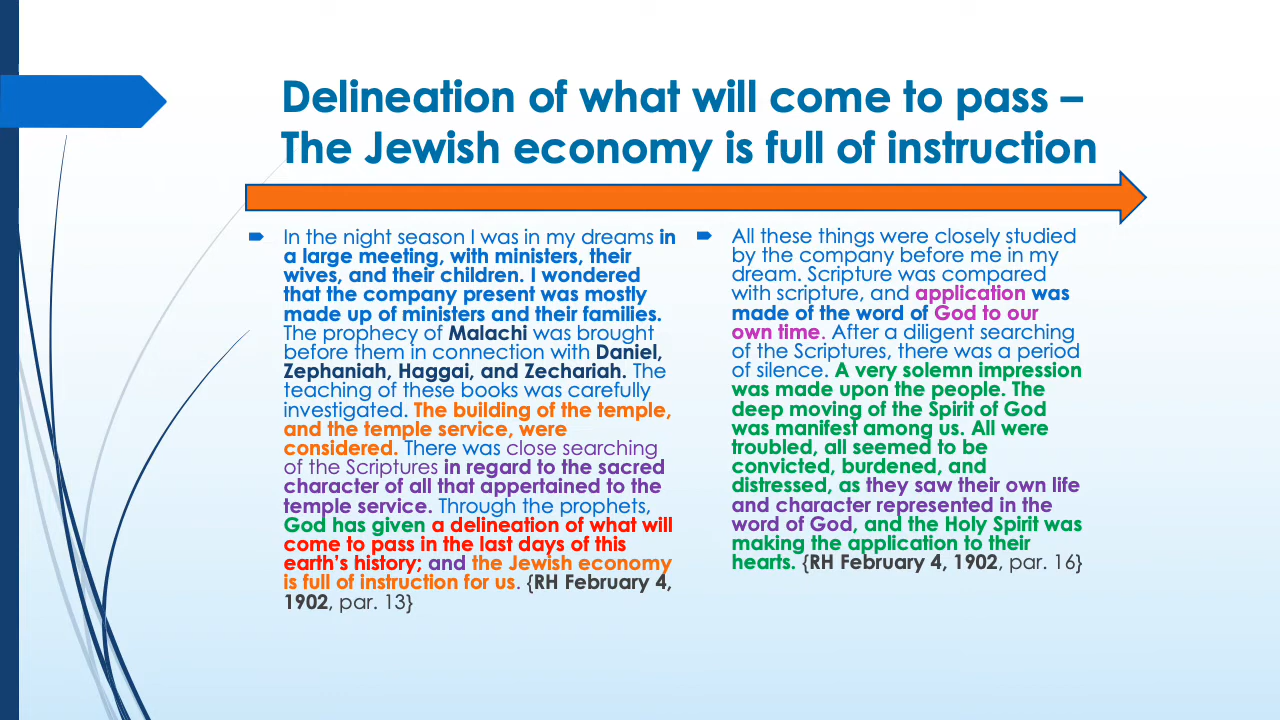 Delineation of what will come to pass –
The Jewish economy is full of instruction
In the night season I was in my dreams in
a large meeting, with ministers, their
wives, and their children. I wondered
that the company present was mostly
made up of ministers and their families.
The prophecy of Malachi was brought
before them in connection with Daniel,
Zephaniah, Haggai, and Zechariah. The
teaching of these books was carefully
investigated. The building of the temple,
and the temple service, were
considered. There was close searching
of the Scriptures in regard to the sacred
character of all that appertained to the
temple service. Through the prophets,
God has given a delineation of what will
come to pass in the last days of this
earth's history; and the Jewish economy
is full of instruction for us. {RH February 4,
1902, par. 13}
All these things were closely studied
by the company before me in my
dream. Scripture was compared
with scripture, and application was
made of the word of God to our
own time. After a diligent searching
of the Scriptures, there was a period
of silence. A very solemn impression
was made upon the people. The
deep moving of the Spirit of God
was manifest among us. All were
troubled, all seemed to be
convicted, burdened, and
distressed, as they saw their own life
and character represented in the
word of God, and the Holy Spirit was
making the application to their
hearts. {RH February 4, 1902, par. 16}